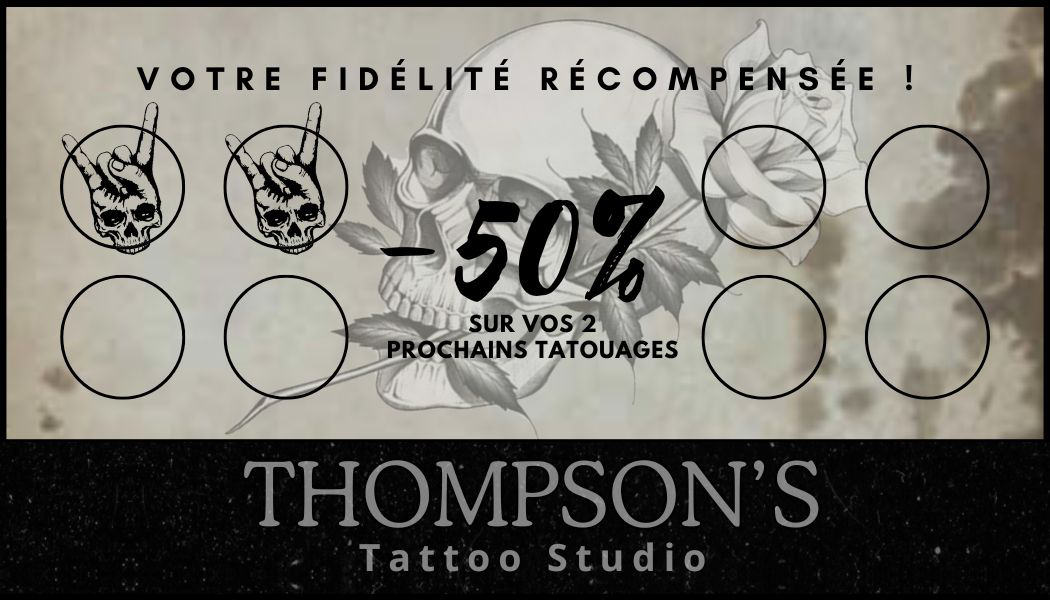 VOTRE FIDÉLITÉ RÉCOMPENSÉE !
-50%
SUR VOS 2
PROCHAINS TATOUAGES
THOMPSON'S
Tattoo Studio